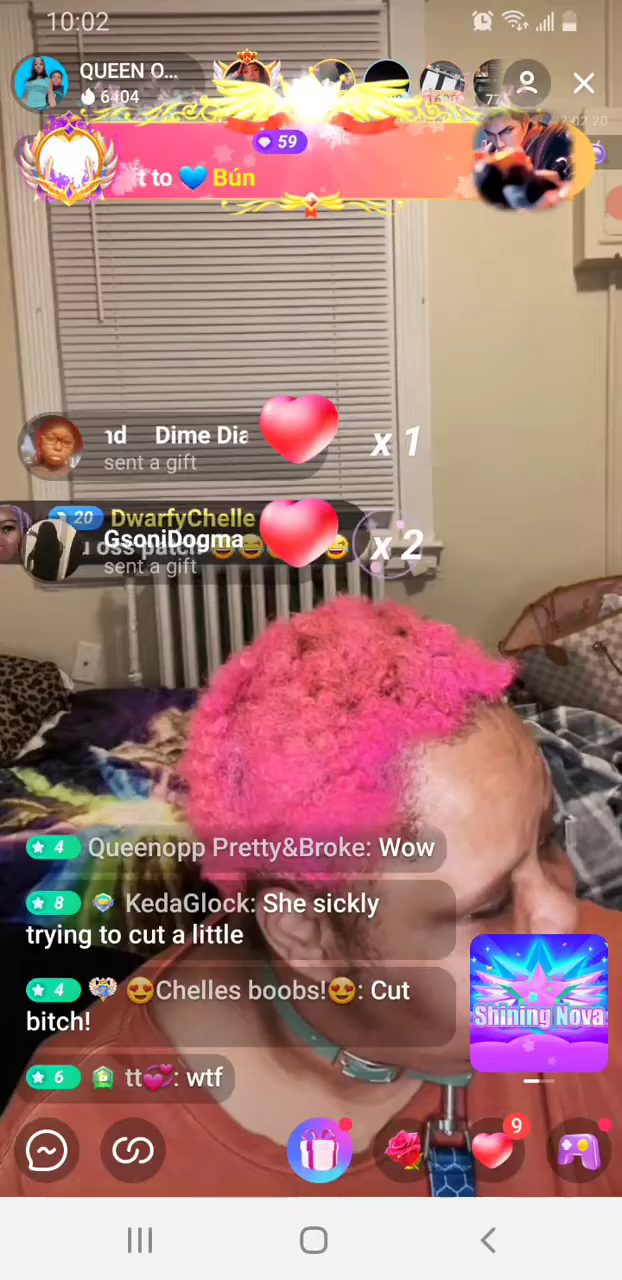 10:02
QUEEN O...
6404
59
t to 💙 Bún
Dime Dia
x 1
sent a gift
20 DwarfyChelle
GsoniDogma
x 2
sent a gift
4 Queenopp Pretty&Broke: Wow
8 KedaGlock: She sickly
trying to cut a little
4 😍Chelles boobs!😍: Cut
bitch!
Shining Nova
6 tt💞: wtf
9